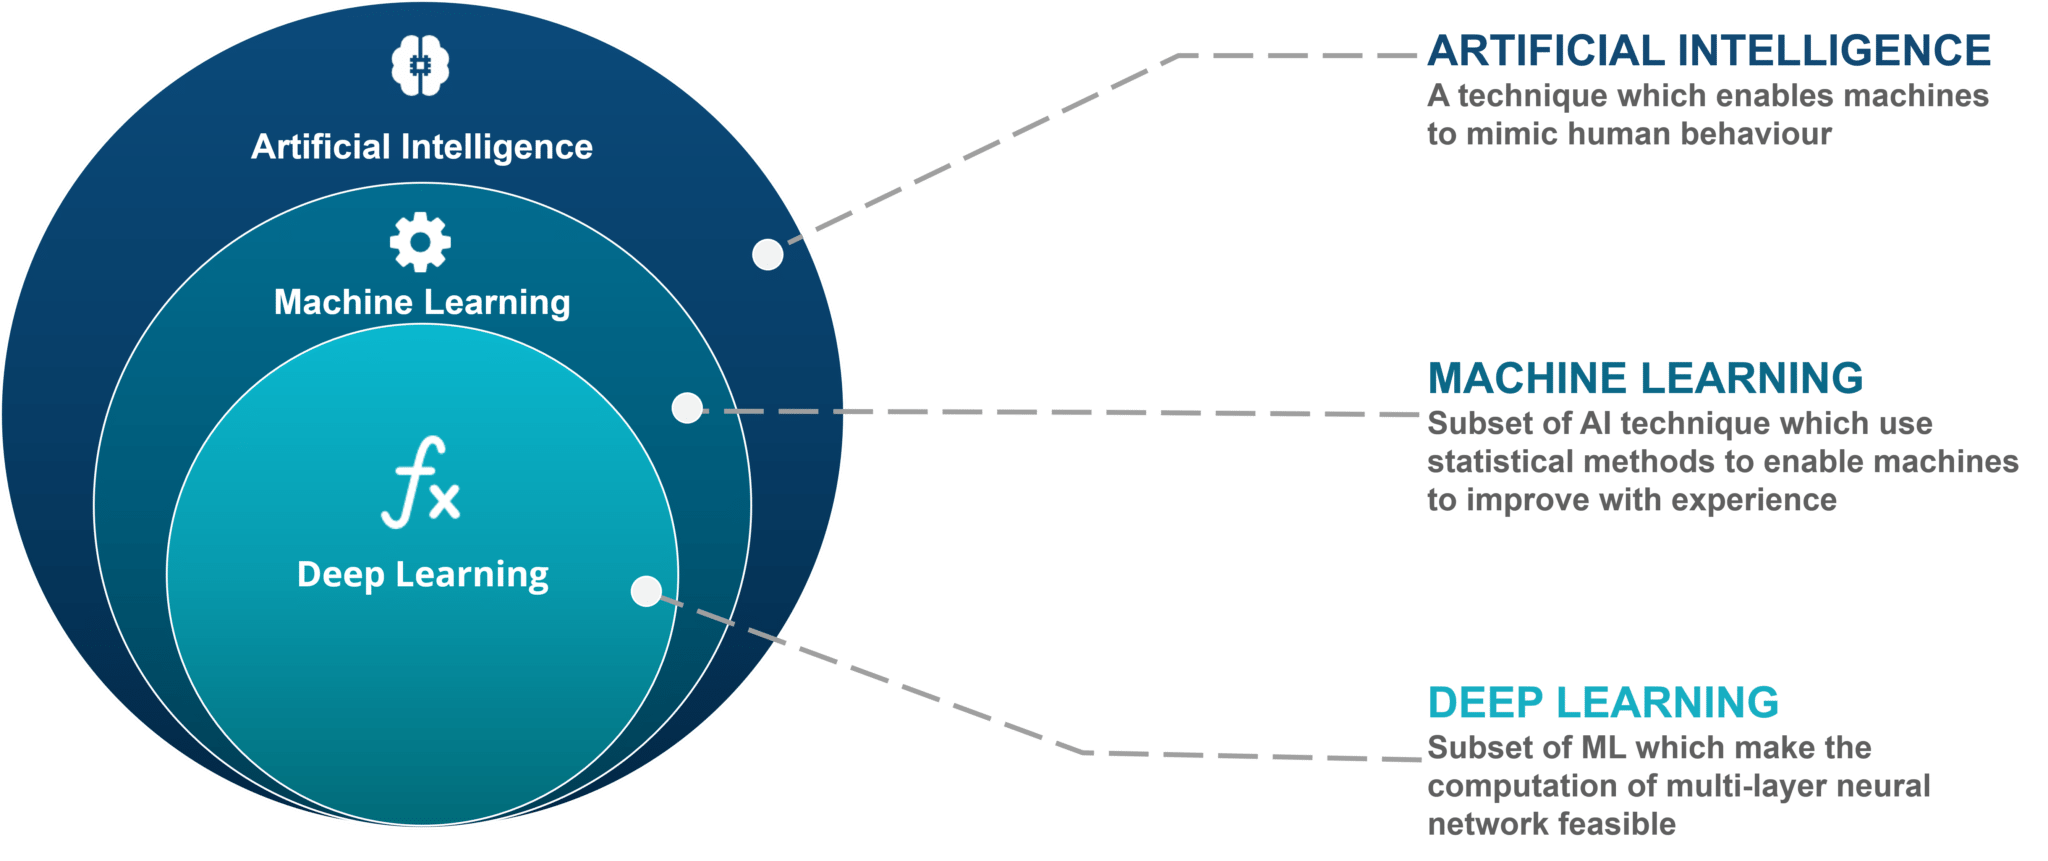 Artificial Intelligence
Machine Learning
fx
Deep Learning
ARTIFICIAL INTELLIGENCE
A technique which enables machines
to mimic human behaviour
MACHINE LEARNING
Subset of AI technique which use
statistical methods to enable machines
to improve with experience
DEEP LEARNING
Subset of ML which make the
computation of multi-layer neural
network feasible